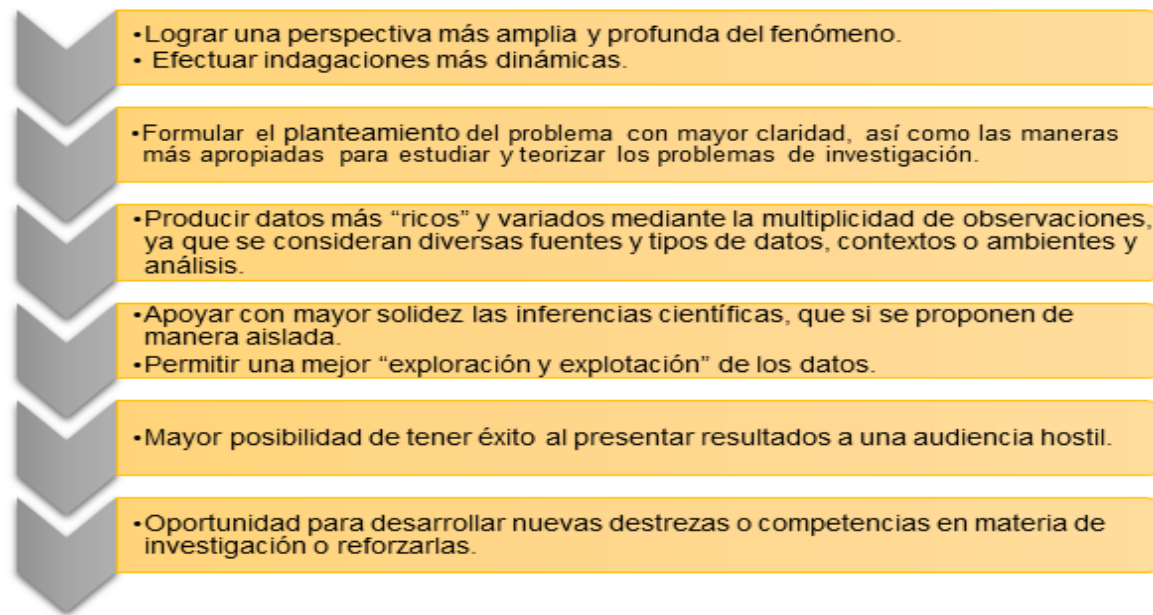 •Lograr una perspectiva más amplia y profunda del fenómeno.
• Efectuar indagaciones más dinámicas.
•Formular el planteamiento del problema con mayor claridad, así como las maneras
más apropiadas para estudiar y teorizar los problemas de investigación.
•Producir datos más “ricos” y variados mediante la multiplicidad de observaciones,
ya que se consideran diversas fuentes y tipos de datos, contextos o ambientes y
análisis.
•Apoyar con mayor solidez las inferencias científicas, que si se proponen de
manera aislada.
•Permitir una mejor “exploración y explotación” de los datos.
•Mayor posibilidad de tener éxito al presentar resultados a una audiencia hostil.
•Oportunidad para desarrollar nuevas destrezas o competencias en materia de
investigación o reforzarlas.